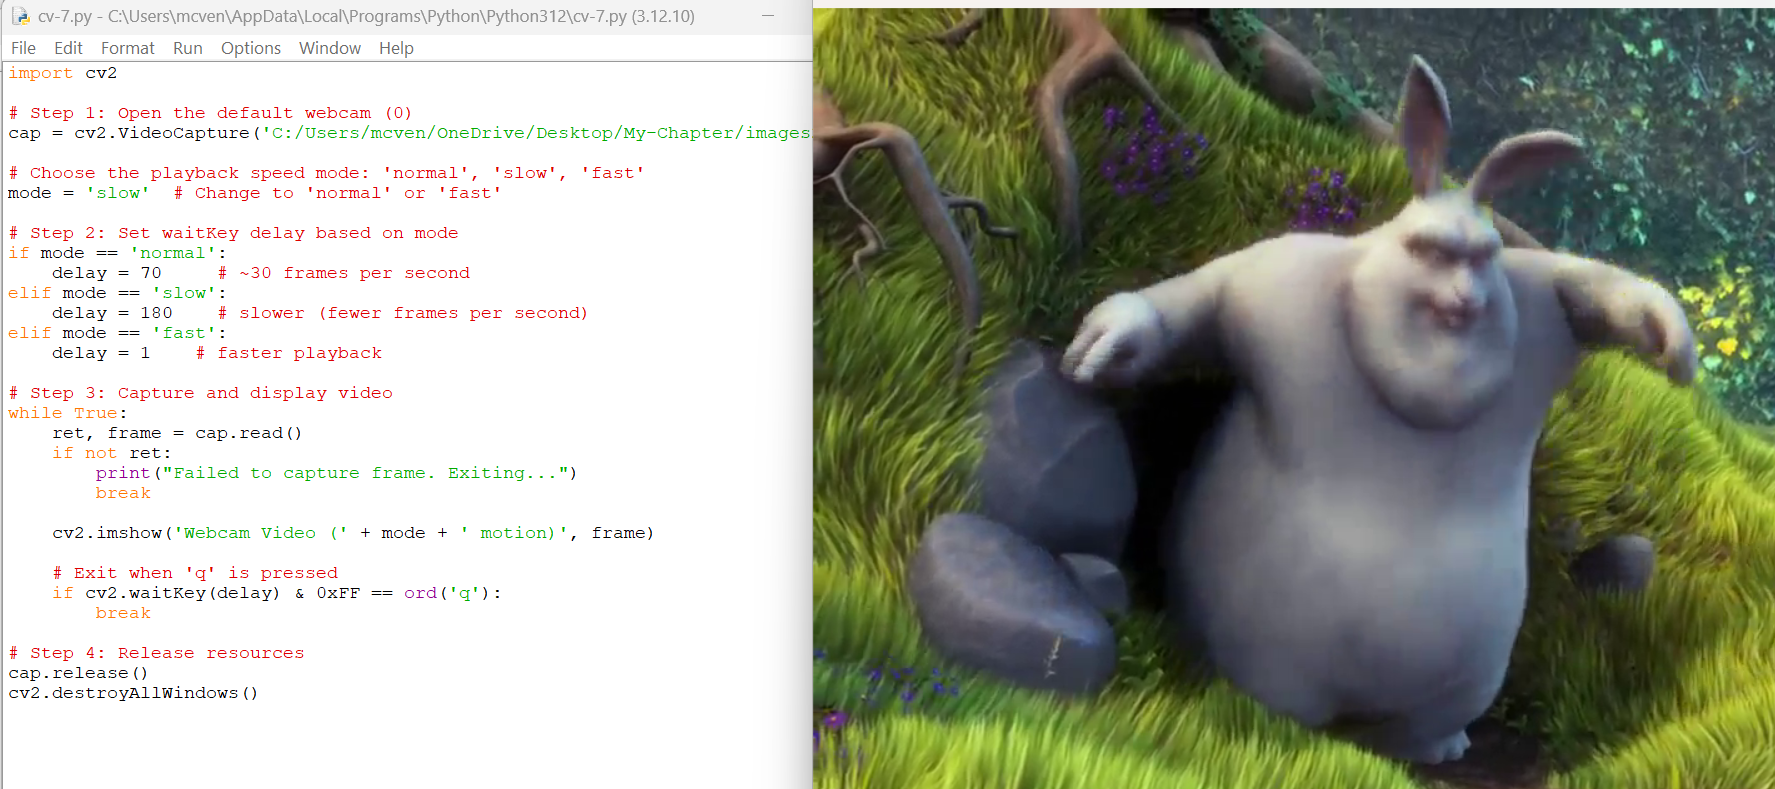 cv-7.py - C:\Users\mcven\AppData\Local\Programs\Python\Python312\cv-7.py (3.12.10)
File Edit Format Run Options Window Help
import cv2
# Step 1: Open the default webcam (0)
cap = cv2.VideoCapture('C:/Users/mcven/OneDrive/Desktop/My-Chapter/images
# Choose the playback speed mode: 'normal', 'slow', 'fast'
mode = 'slow'  # Change to 'normal' or 'fast'
# Step 2: Set waitKey delay based on mode
if mode == 'normal':
    delay = 70     # ~30 frames per second
elif mode == 'slow':
    delay = 180    # slower (fewer frames per second)
elif mode == 'fast':
    delay = 1    # faster playback
# Step 3: Capture and display video
while True:
    ret, frame = cap.read()
    if not ret:
        print("Failed to capture frame. Exiting...")
        break
    cv2.imshow('Webcam Video (' + mode + ' motion)', frame)
    # Exit when 'q' is pressed
    if cv2.waitKey(delay) & 0xFF == ord('q'):
        break
# Step 4: Release resources
cap.release()
cv2.destroyAllWindows()